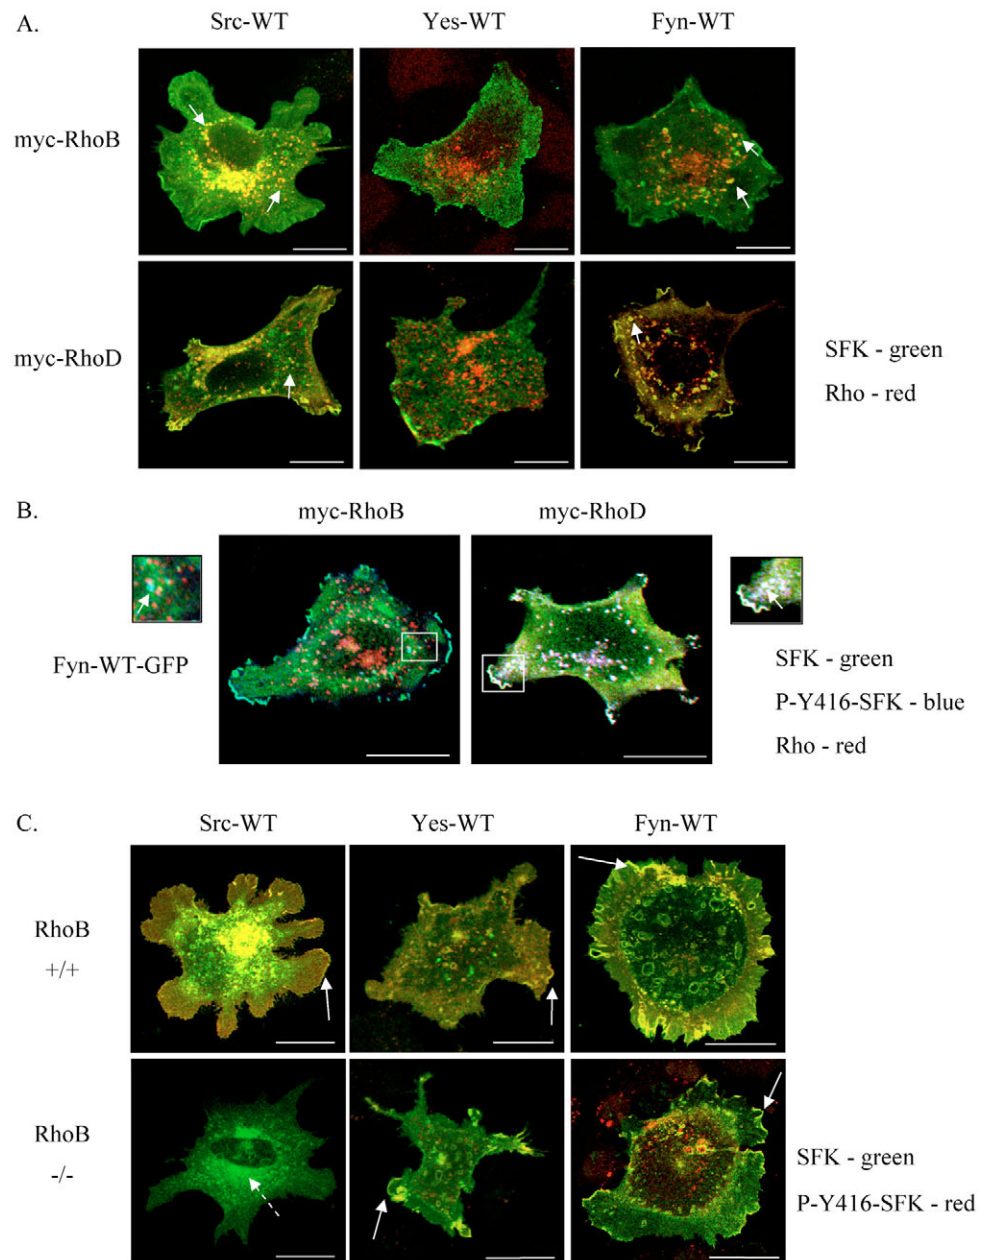 A.
Src-WT Yes-WT Fyn-WT
myc-RhoB
myc-RhoD
SFK - green
Rho - red
B.
myc-RhoB myc-RhoD
Fyn-WT-GFP
SFK - green
P-Y416-SFK - blue
Rho - red
C.
Src-WT Yes-WT Fyn-WT
RhoB
+/+
RhoB
-/-
SFK - green
P-Y416-SFK - red